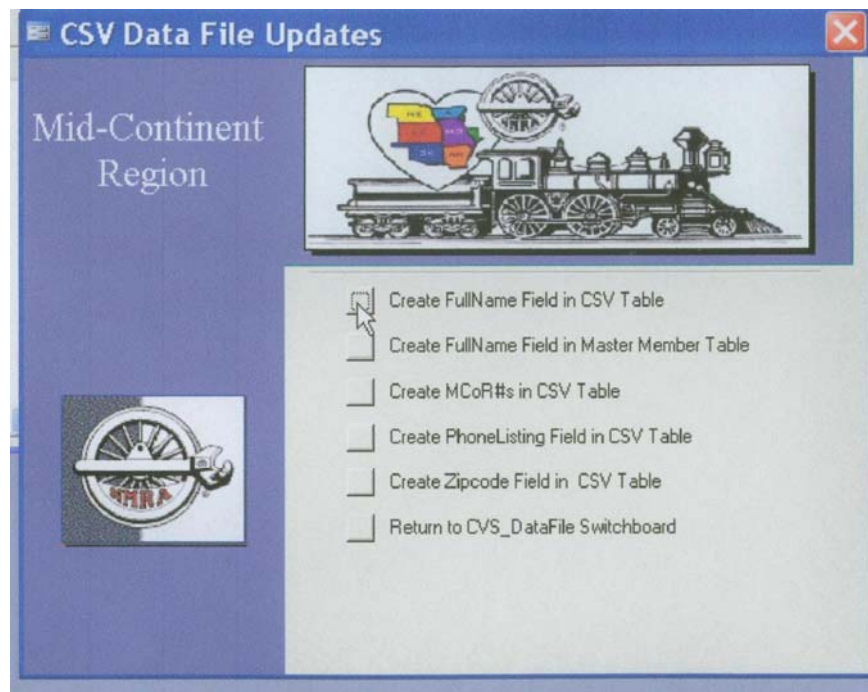 CSV Data File Updates
Mid-Continent
Region
NMRA
®
Create FullName Field in CSV Table
Create FullName Field in Master Member Table
Create MCoR#s in CSV Table
Create PhoneListing Field in CSV Table
Create Zipcode Field in CSV Table
NMRA
®
Return to CVS_DataFile Switchboard